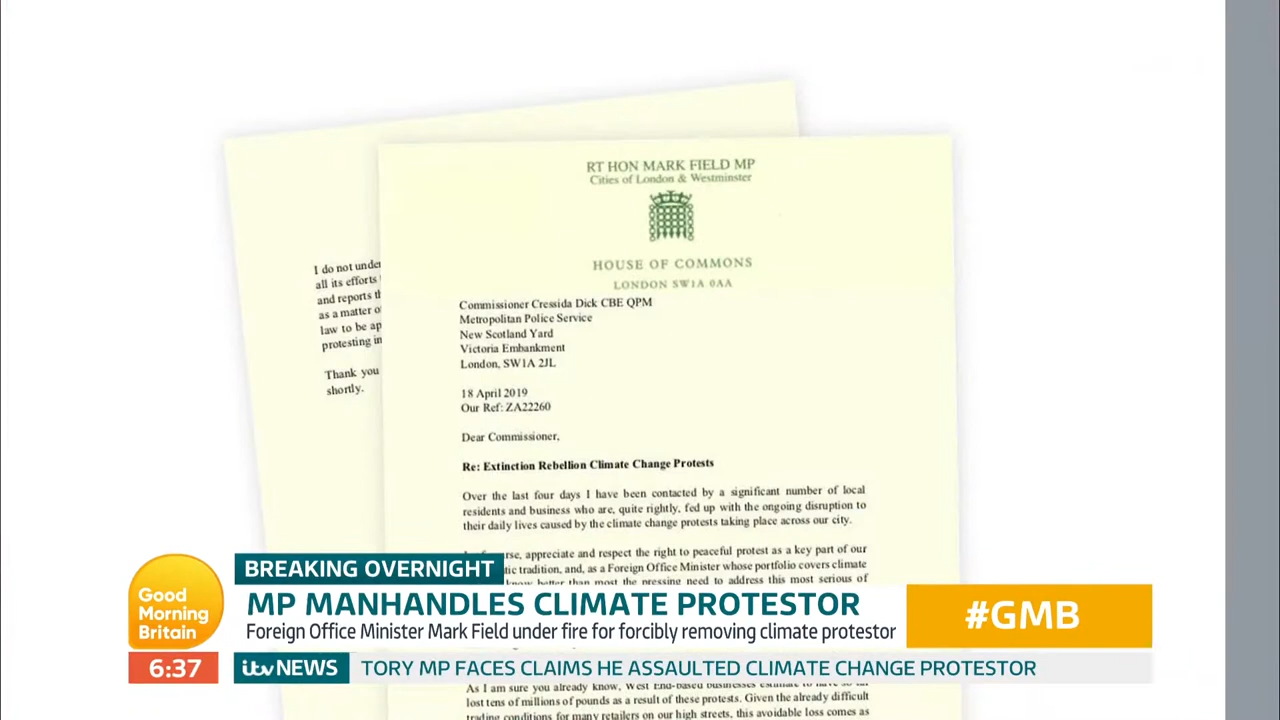 I do not under
all its efforts
and reports th
as a matter o
law to be ap
protesting in
Thank you
shortly.
RT HON MARK FIELD MP
Cities of London & Westminster
HOUSE OF COMMONS
LONDON SW1A 0AA
Commissioner Cressida Dick CBE QPM
Metropolitan Police Service
New Scotland Yard
Victoria Embankment
London, SW1A 2JL
18 April 2019
Our Ref: ZA22260
Dear Commissioner,
Re: Extinction Rebellion Climate Change Protests
Over the last four days I have been contacted by a significant number of local
residents and business who are, quite rightly, fed up with the ongoing disruption to
their daily lives caused by the climate change protests taking place across our city.
appreciate and respect the right to peaceful protest as a key part of our
tic tradition, and, as a Foreign Office Minister whose portfolio covers climate
know better than most the pressing need to address this most serious of
BREAKING OVERNIGHT
MP MANHANDLES CLIMATE PROTESTOR
Foreign Office Minister Mark Field under fire for forcibly removing climate protestor
Good
Morning
Britain
#GMB
6:37
itv NEWS
TORY MP FACES CLAIMS HE ASSAULTED CLIMATE CHANGE PROTESTOR
As I am sure you already know, West End-based businesses estimate to have so far
lost tens of millions of pounds as a result of these protests. Given the already difficult
trading conditions for many retailers on our high streets, this avoidable loss comes as